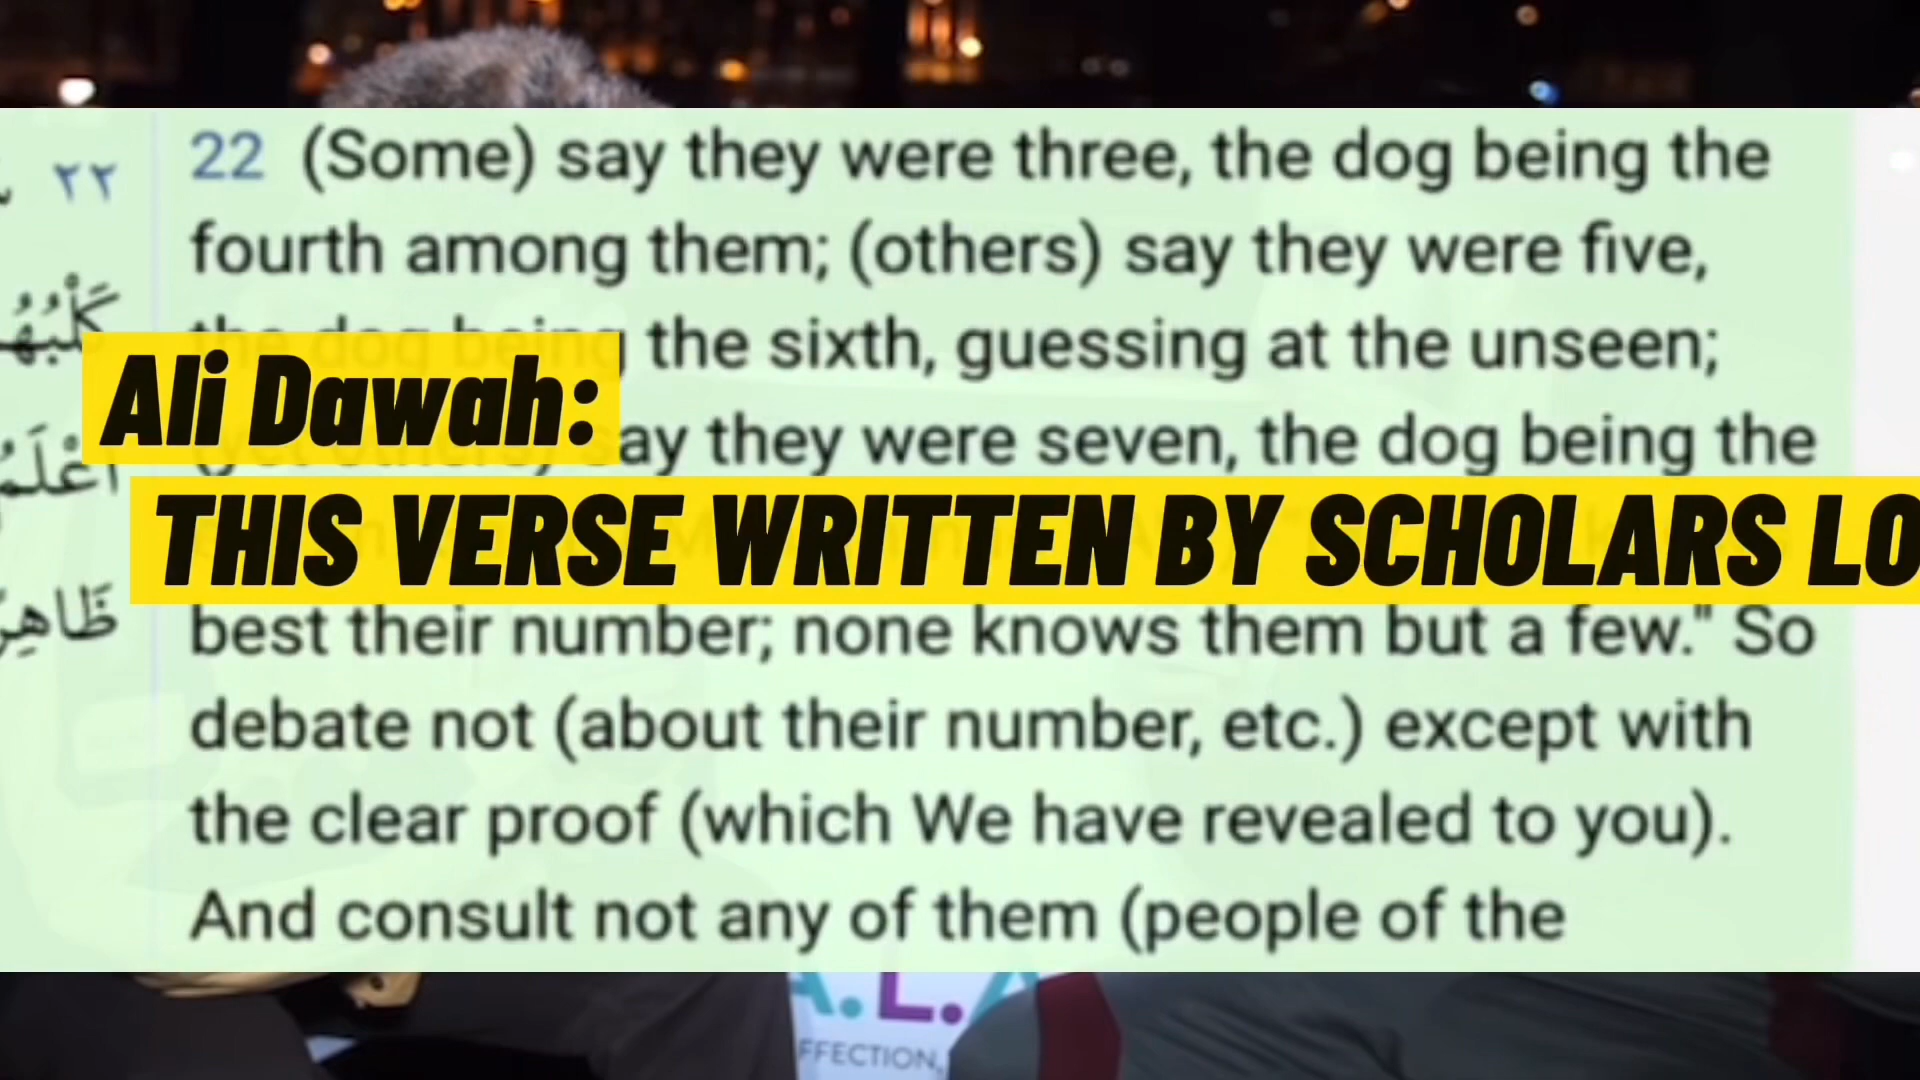 22 (Some) say they were three, the dog being the
٢٢
fourth among them; (others) say they were five,
the dog being the sixth, guessing at the unseen;
Ali Dawah:
say they were seven, the dog being the
THIS VERSE WRITTEN BY SCHOLARS LO
best their number; none knows them but a few." So
debate not (about their number, etc.) except with
the clear proof (which We have revealed to you).
And consult not any of them (people of the
A.L.A
FFECTION,